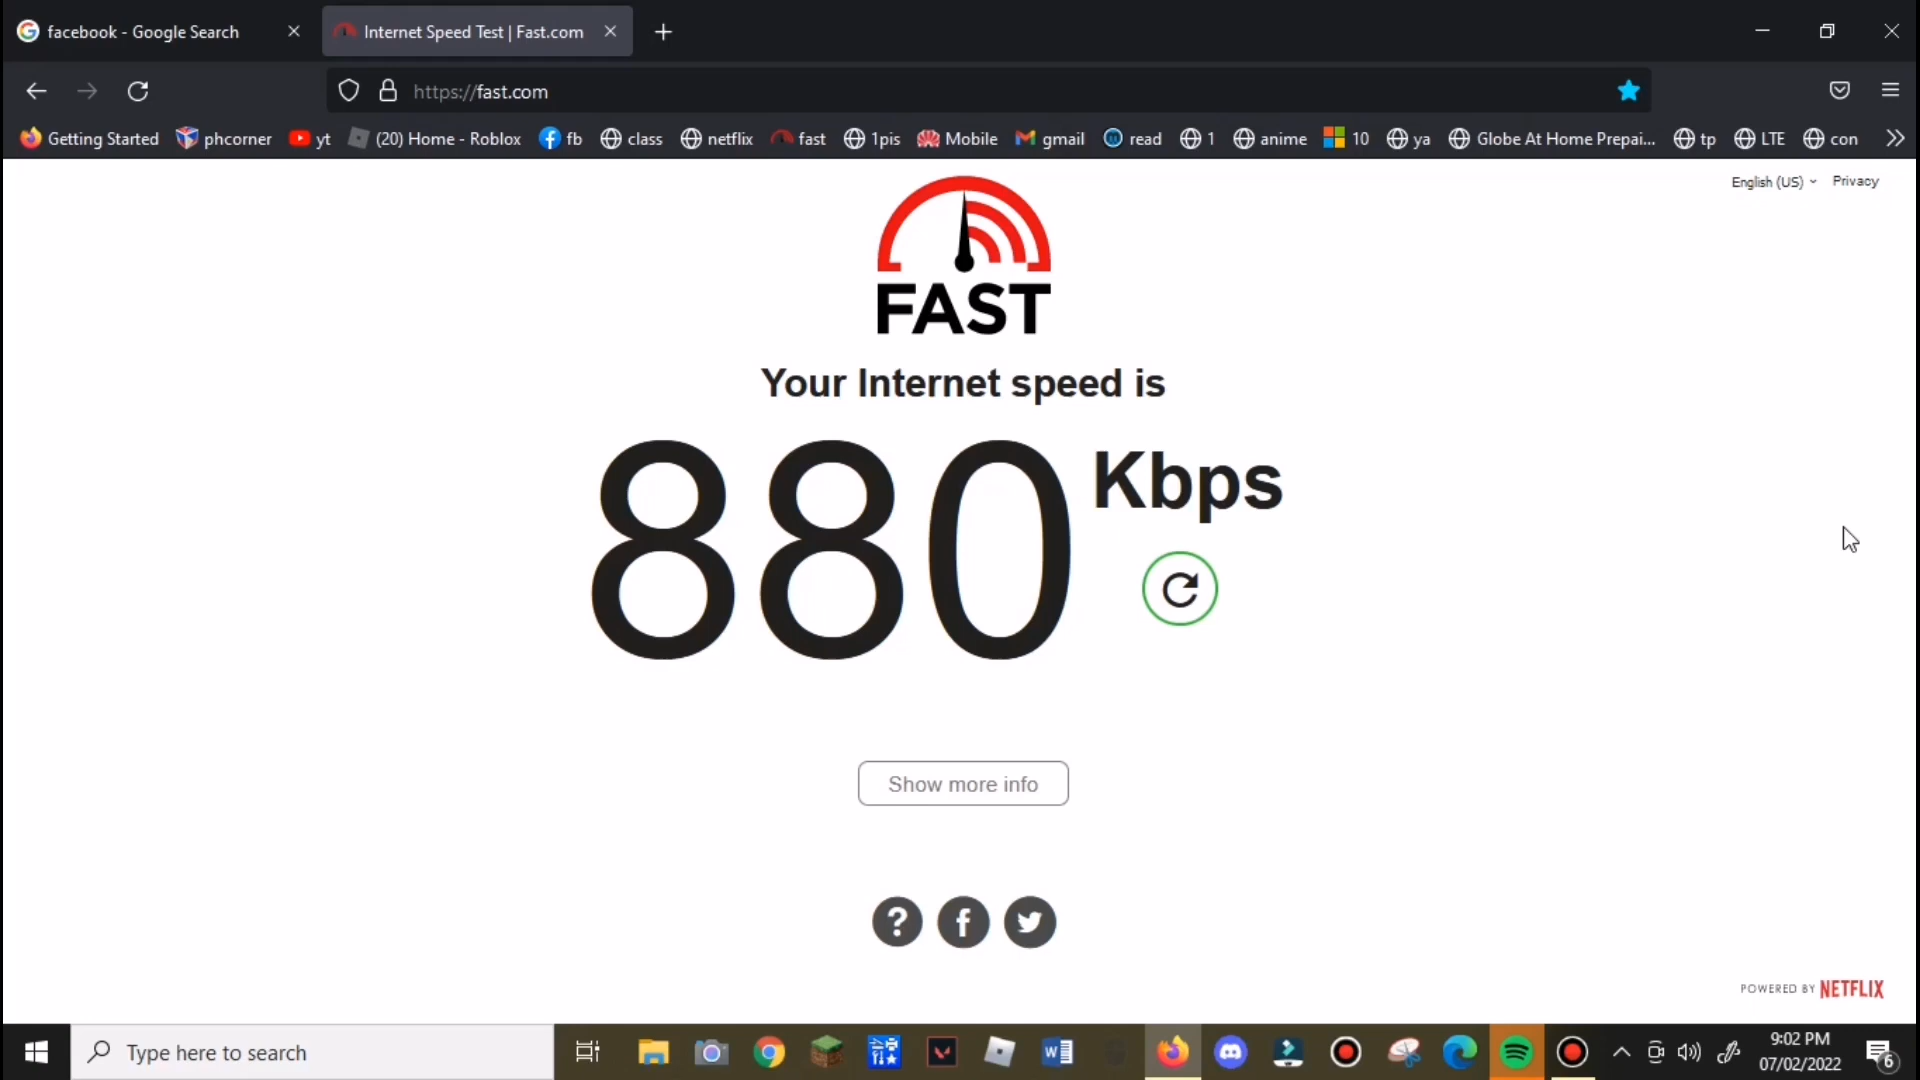 facebook - Google Search
Internet Speed Test | Fast.com
https://fast.com
Getting Started phcorner yt (20) Home - Roblox fb class netflix fast 1pis Mobile gmail read 1 anime 10 ya Globe At Home Prepai... tp LTE con
English (US) Privacy
FAST
Your Internet speed is
880 Kbps
Show more info
POWERED BY NETFLIX
Type here to search
9:02 PM
07/02/2022
6